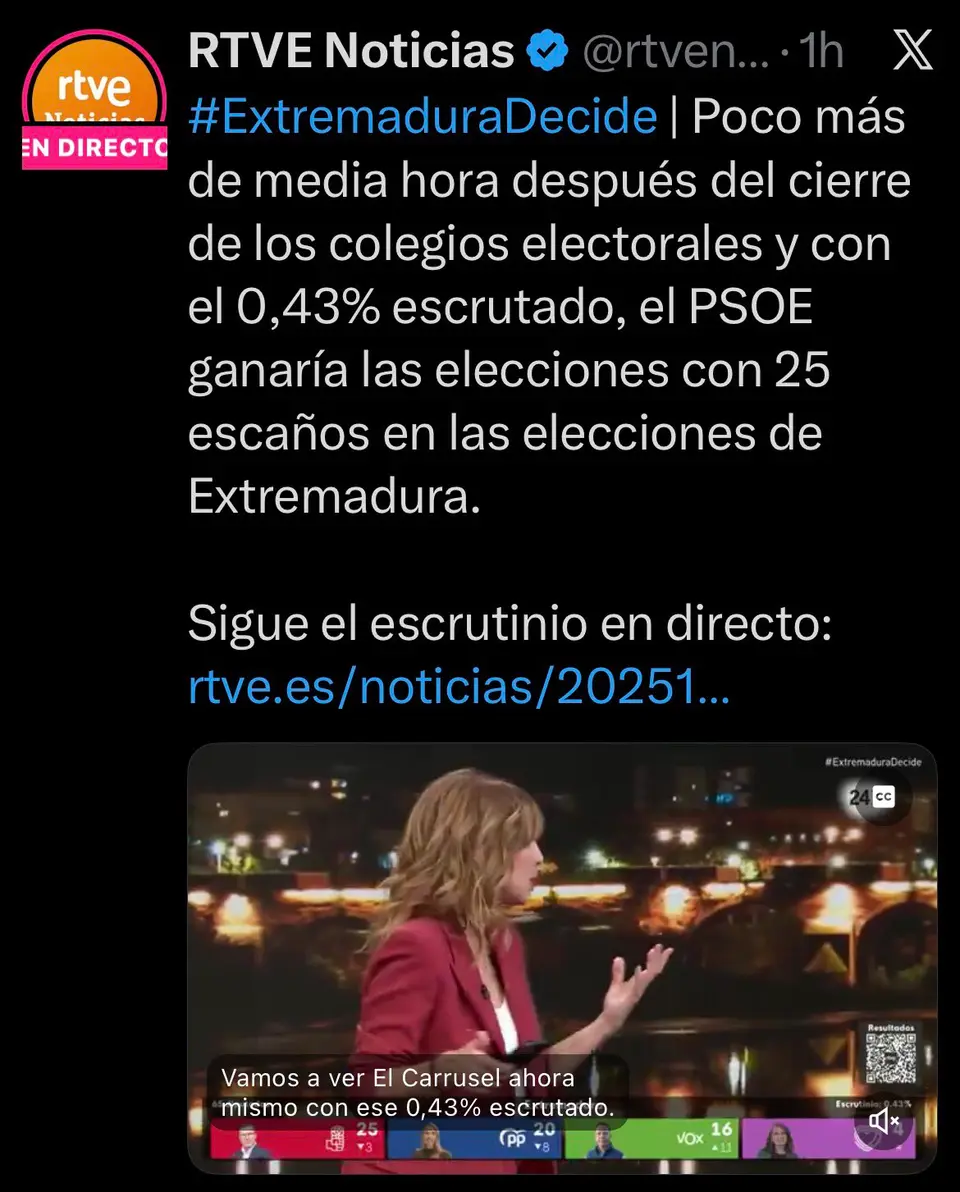 RTVE Noticias @rtven... · 1h
rtve
Noticias
EN DIRECTO
#ExtremaduraDecide | Poco más
de media hora después del cierre
de los colegios electorales y con
el 0,43% escrutado, el PSOE
ganaría las elecciones con 25
escaños en las elecciones de
Extremadura.
Sigue el escrutinio en directo:
rtve.es/noticias/20251...
#ExtremaduraDecide
24 CC
Resultados
Vamos a ver El Carrusel ahora
mismo con ese 0,43% escrutado.
Escrutinio: 0,43%
25 ▼3
PP 20 ▼8
VOX 16 ▲11